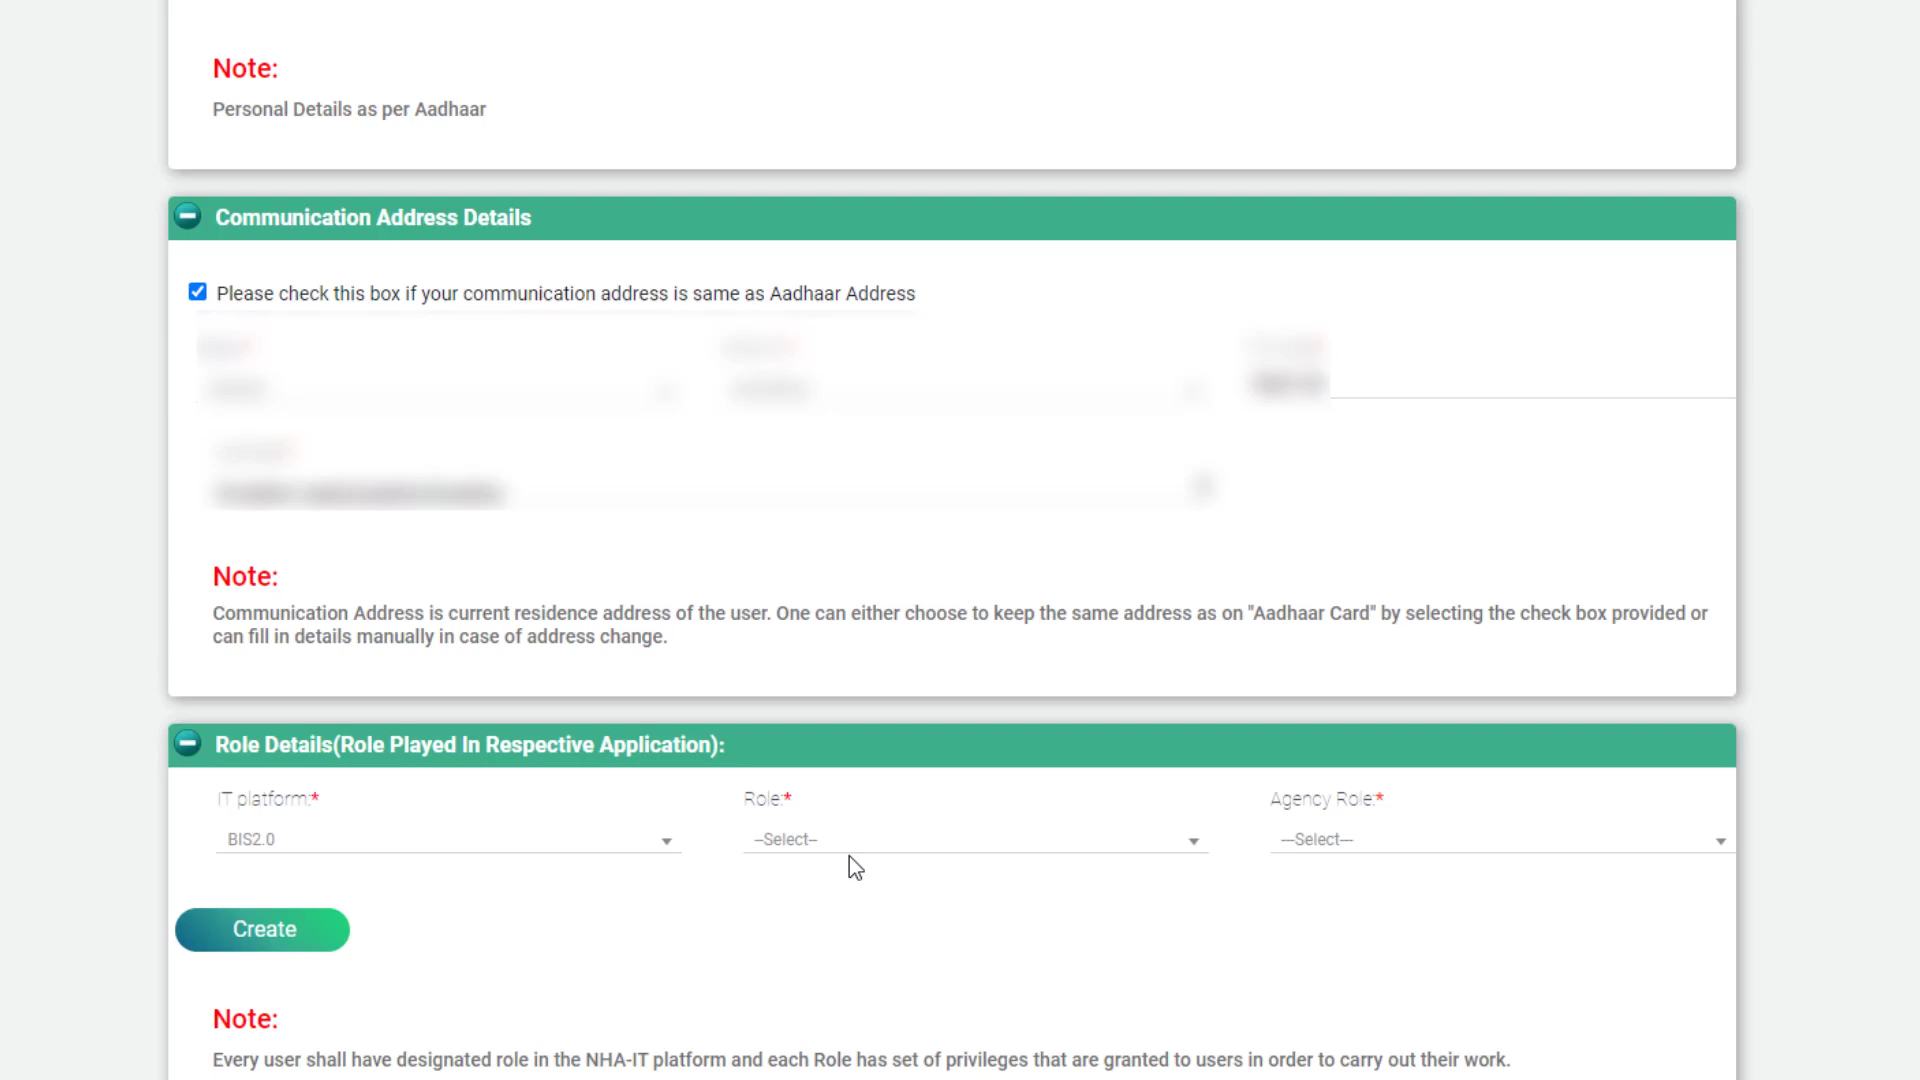 Note:
Personal Details as per Aadhaar
Communication Address Details
Please check this box if your communication address is same as Aadhaar Address
Note:
Communication Address is current residence address of the user. One can either choose to keep the same address as on "Aadhaar Card" by selecting the check box provided or
can fill in details manually in case of address change.
Role Details(Role Played In Respective Application):
IT platform:* Role:* Agency Role:*
BIS2.0 --Select-- ---Select---
Create
Note:
Every user shall have designated role in the NHA-IT platform and each Role has set of privileges that are granted to users in order to carry out their work.